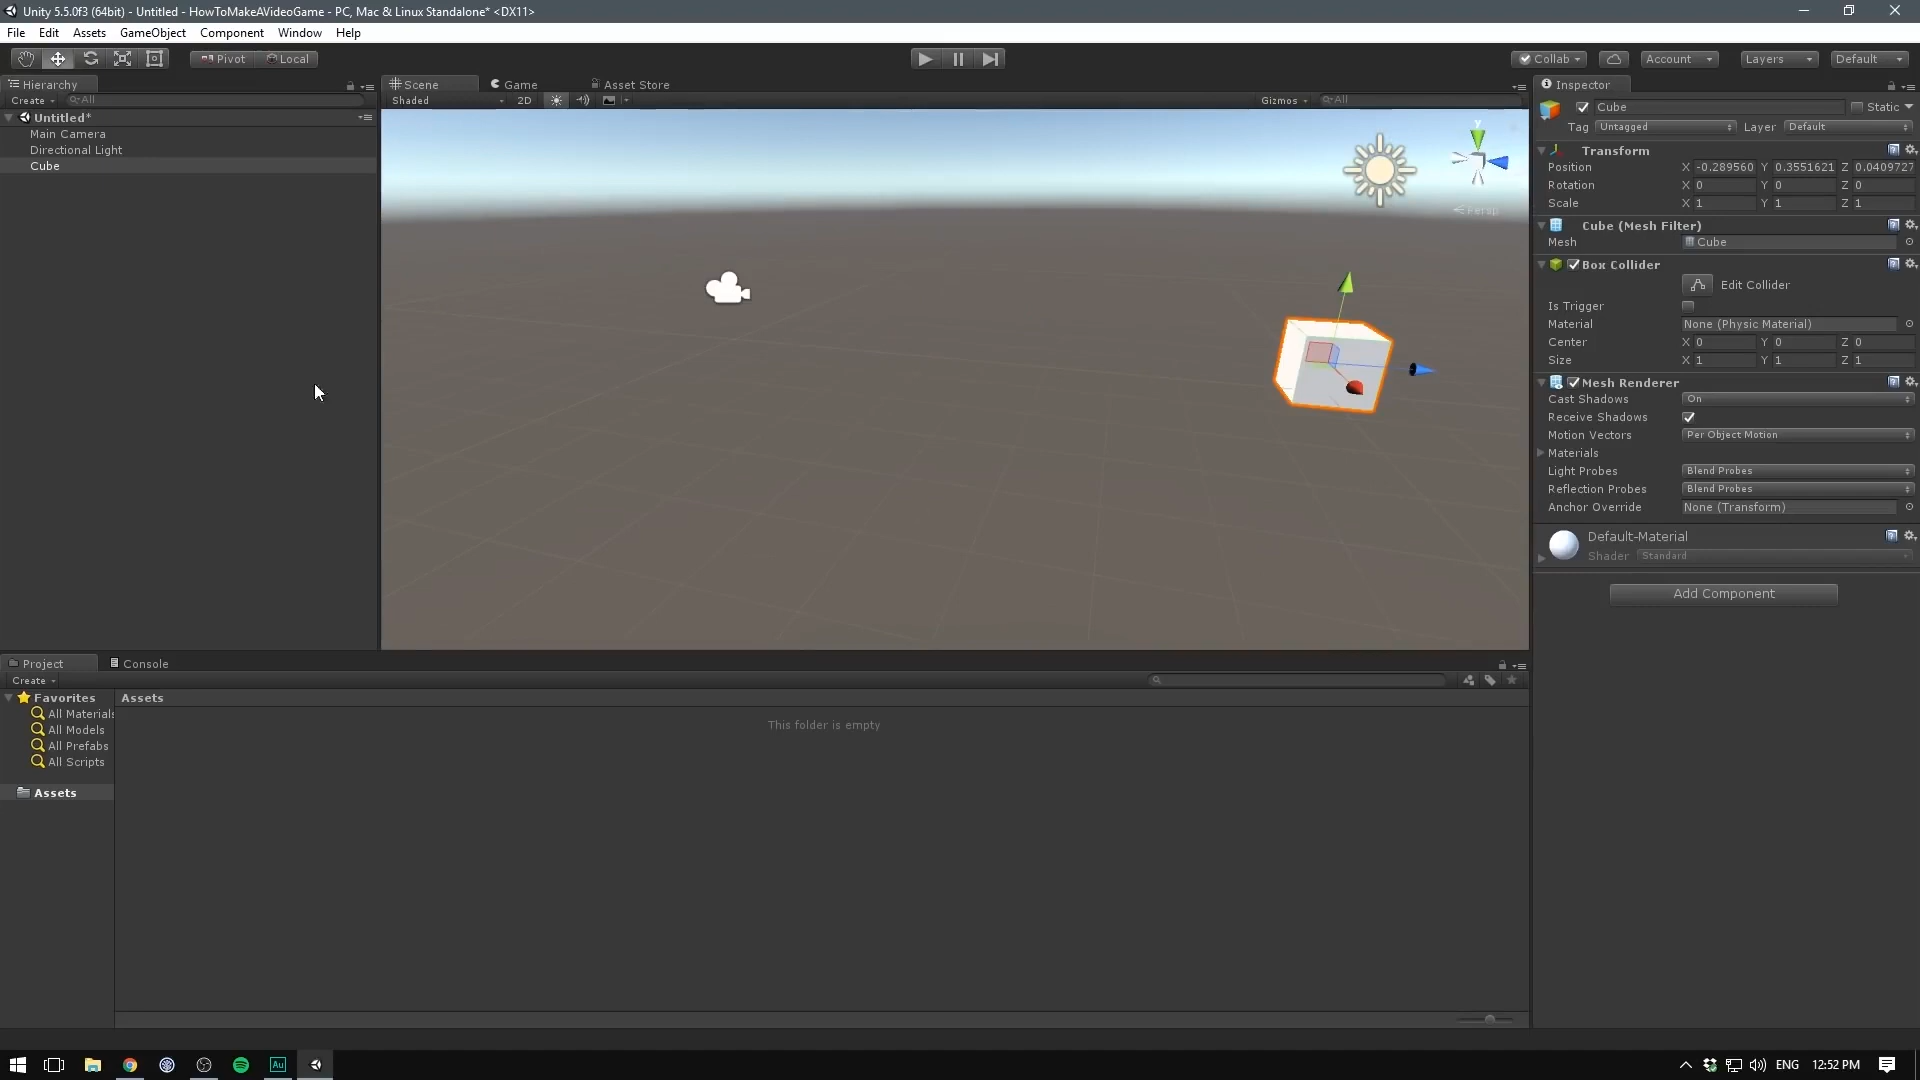 Unity 5.5.0f3 (64bit) - Untitled - HowToMakeAVideoGame - PC, Mac & Linux Standalone* <DX11>
File Edit Assets GameObject Component Window Help
Pivot Local Collab Account Layers Default
Hierarchy
Create All
Untitled*
Main Camera
Directional Light
Cube
Scene Game Asset Store
Shaded 2D Gizmos All
y
Persp
Inspector
Cube Static
Tag Untagged Layer Default
Transform
Position X -0.289560 Y 0.3551621 Z 0.0409727
Rotation X 0 Y 0 Z 0
Scale X 1 Y 1 Z 1
Cube (Mesh Filter)
Mesh Cube
Box Collider
Edit Collider
Is Trigger
Material None (Physic Material)
Center X 0 Y 0 Z 0
Size X 1 Y 1 Z 1
Mesh Renderer
Cast Shadows On
Receive Shadows
Motion Vectors Per Object Motion
Materials
Light Probes Blend Probes
Reflection Probes Blend Probes
Anchor Override None (Transform)
Default-Material
Shader Standard
Add Component
Project Console
Create
Favorites
All Materials
All Models
All Prefabs
All Scripts
Assets
Assets
This folder is empty
Au
ENG 12:52 PM